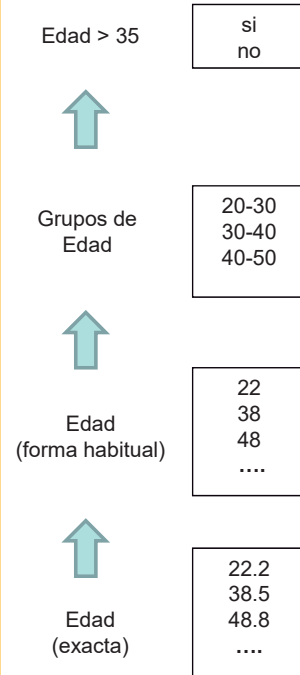 Edad > 35
si
no
Grupos de
Edad
20-30
30-40
40-50
Edad
(forma habitual)
22
38
48
....
Edad
(exacta)
22.2
38.5
48.8
....